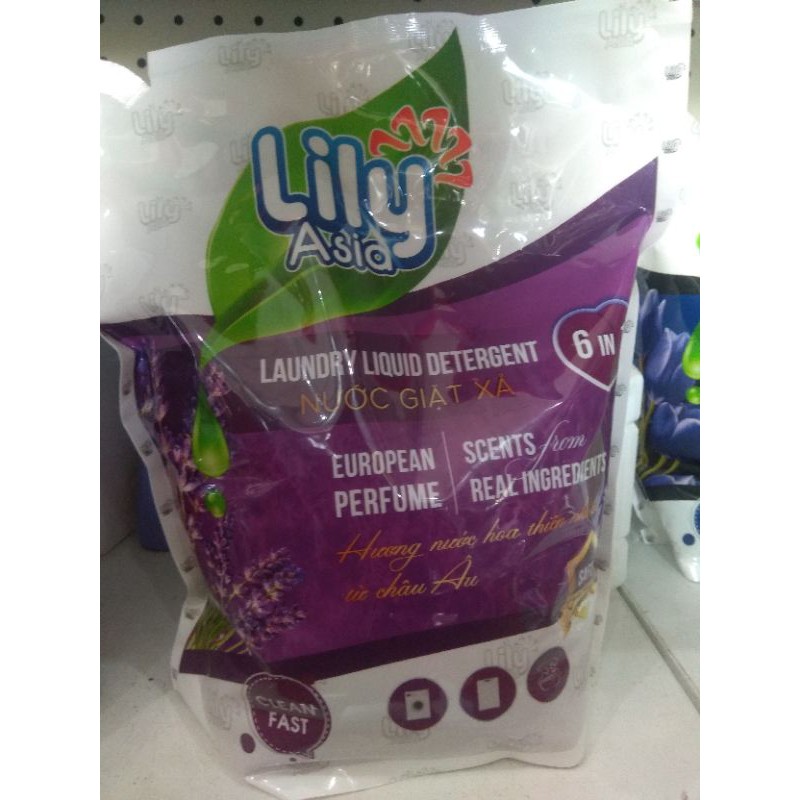 Lily
Asia
LAUNDRY LIQUID DETERGENT
6 IN
NƯỚC GIẶT XẢ
EUROPEAN
PERFUME
SCENTS from
REAL INGREDIENTS
Hương nước hoa thiên
từ châu Âu
CLEAN
FAST